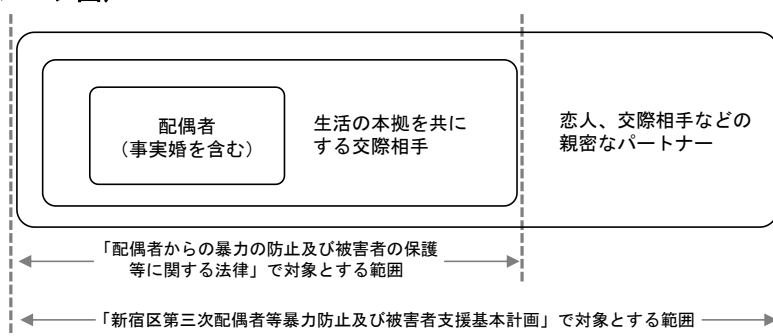 配偶者
（事実婚を含む）
生活の本拠を共に
する交際相手
恋人、交際相手などの
親密なパートナー
「配偶者からの暴力の防止及び被害者の保護
等に関する法律」で対象とする範囲
「新宿区第三次配偶者等暴力防止及び被害者支援基本計画」で対象とする範囲